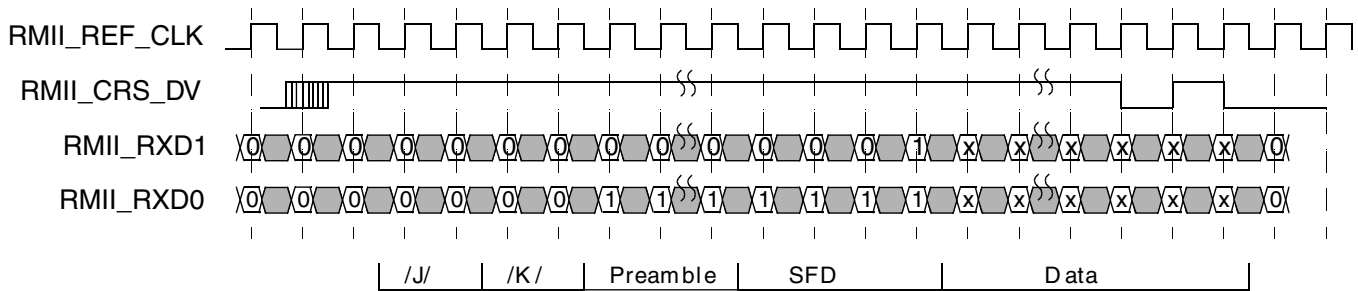 RMII_REF_CLK
RMII_CRS_DV
RMII_RXD1 0 0 0 0 0 0 0 0 0 0 0 0 0 1 x x x x x x 0
RMII_RXD0 0 0 0 0 0 0 0 1 1 1 1 1 1 1 x x x x x x 0
/J/ /K/ Preamble SFD Data